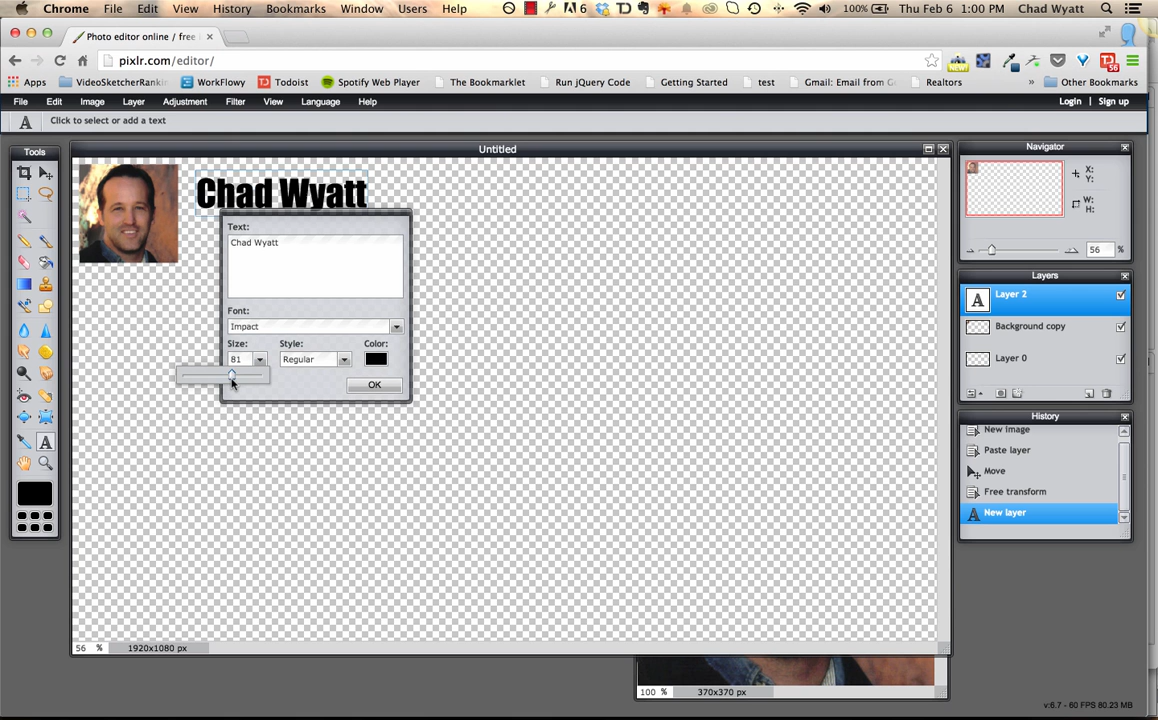 Chrome File Edit View History Bookmarks Window Users Help 6 100% Thu Feb 6 1:00 PM Chad Wyatt
Photo editor online / free
pixlr.com/editor/
NEW
56
Apps VideoSketcherRankin WorkFlowy Todoist Spotify Web Player The Bookmarklet Run jQuery Code Getting Started test Gmail: Email from G Realtors » Other Bookmarks
File Edit Image Layer Adjustment Filter View Language Help Login | Sign up
A Click to select or add a text
Tools
Untitled
Navigator
X:
Y:
W:
H:
56 %
Chad Wyatt
Text:
Chad Wyatt
Font:
Impact
Size: Style: Color:
81 Regular
OK
Layers
A Layer 2
Background copy
Layer 0
History
New image
Paste layer
Move
Free transform
A New layer
A
56 % 1920x1080 px
100 % 370x370 px
v:6.7 - 60 FPS 80.23 MB